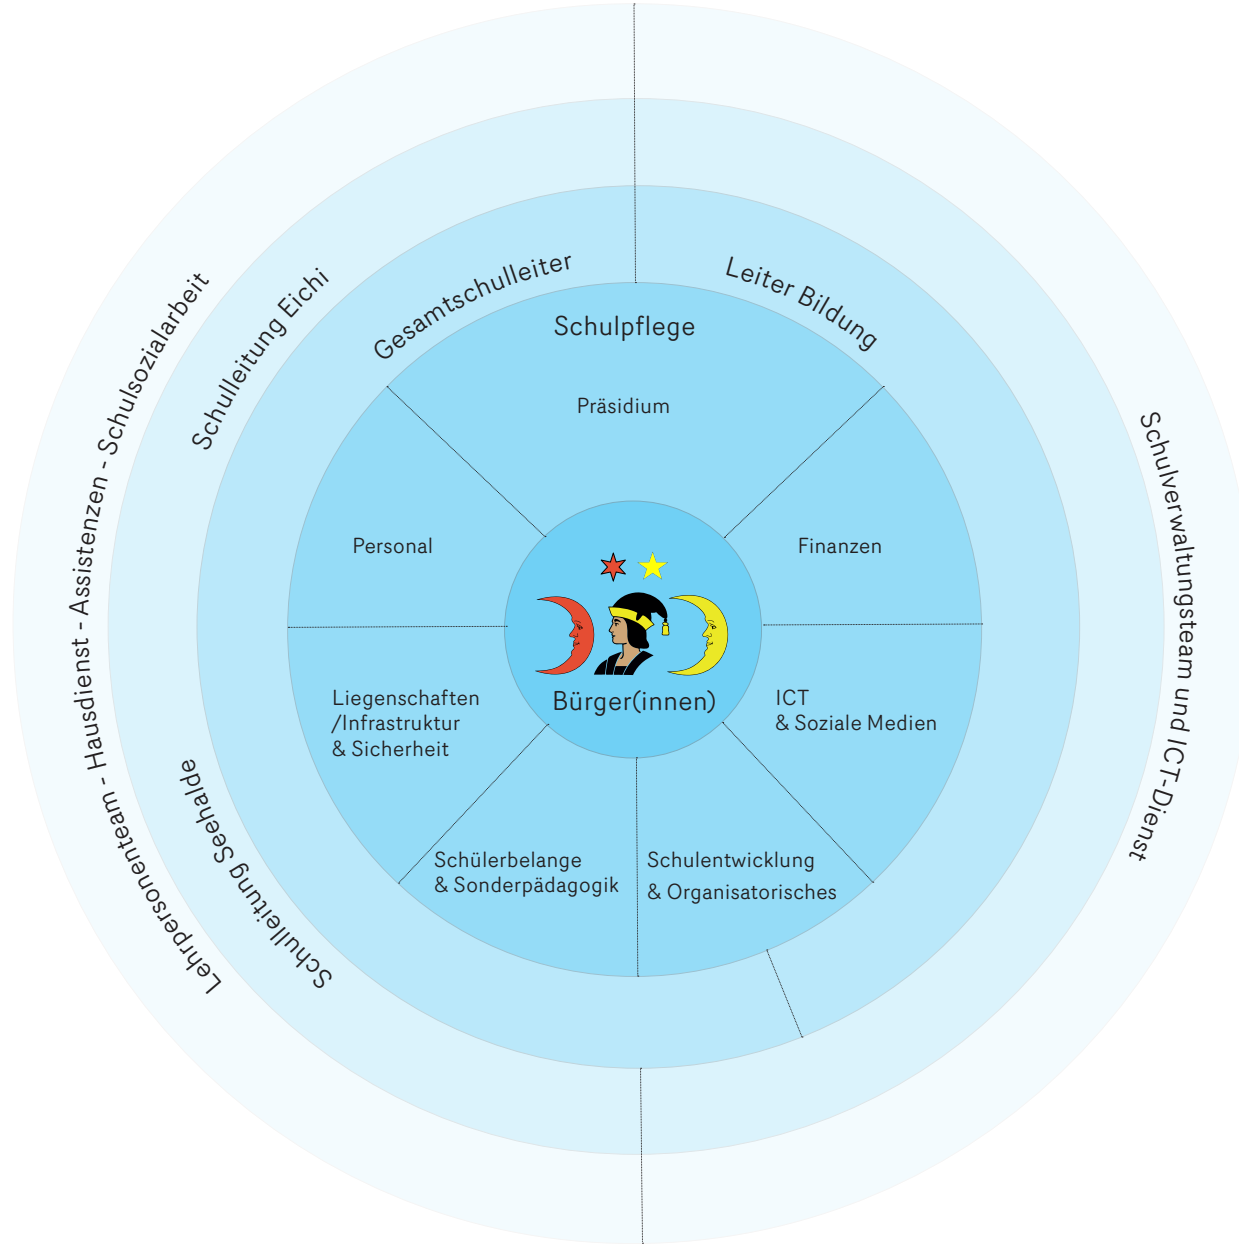 Lehrpersonenteam - Hausdienst - Assistenzen - Schulsozialarbeit
Schulleitung Eichi
Schulleitung Seehalde
Gesamtschulleiter
Leiter Bildung
Schulverwaltungsteam und ICT-Dienst
Schulpflege
Präsidium
Personal
Finanzen
Liegenschaften
/Infrastruktur
& Sicherheit
Bürger(innen)
ICT
& Soziale Medien
Schülerbelange
& Sonderpädagogik
Schulentwicklung
& Organisatorisches